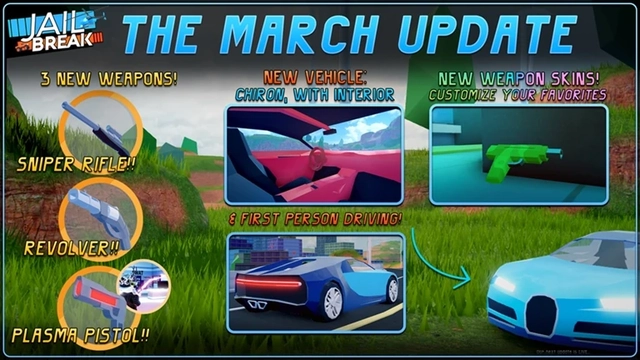 JAIL
BREAK
THE MARCH UPDATE
3 NEW WEAPONS!
SNIPER RIFLE!!
REVOLVER!!
PLASMA PISTOL!!
NEW VEHICLE:
CHIRON, WITH INTERIOR
& FIRST PERSON DRIVING!
NEW WEAPON SKINS!
CUSTOMIZE YOUR FAVORITES